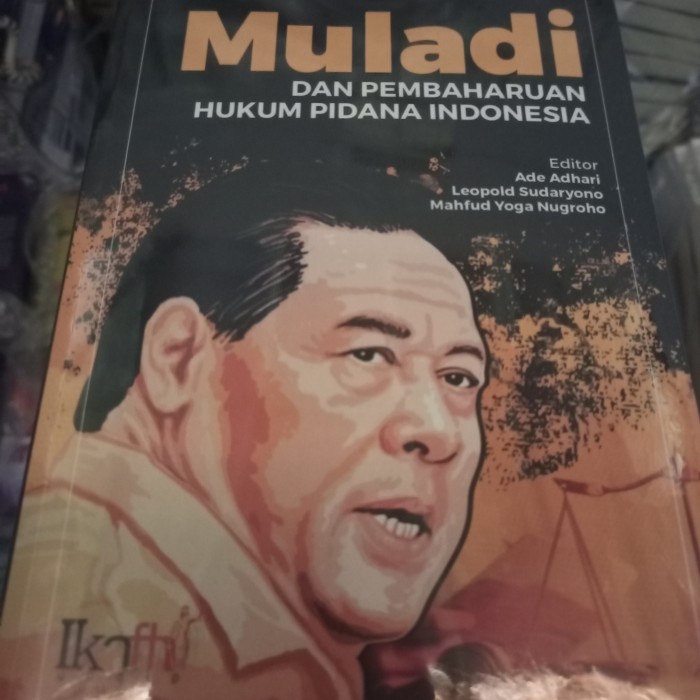 Muladi
DAN PEMBAHARUAN
HUKUM PIDANA INDONESIA
Editor
Ade Adhari
Leopold Sudaryono
Mahfud Yoga Nugroho